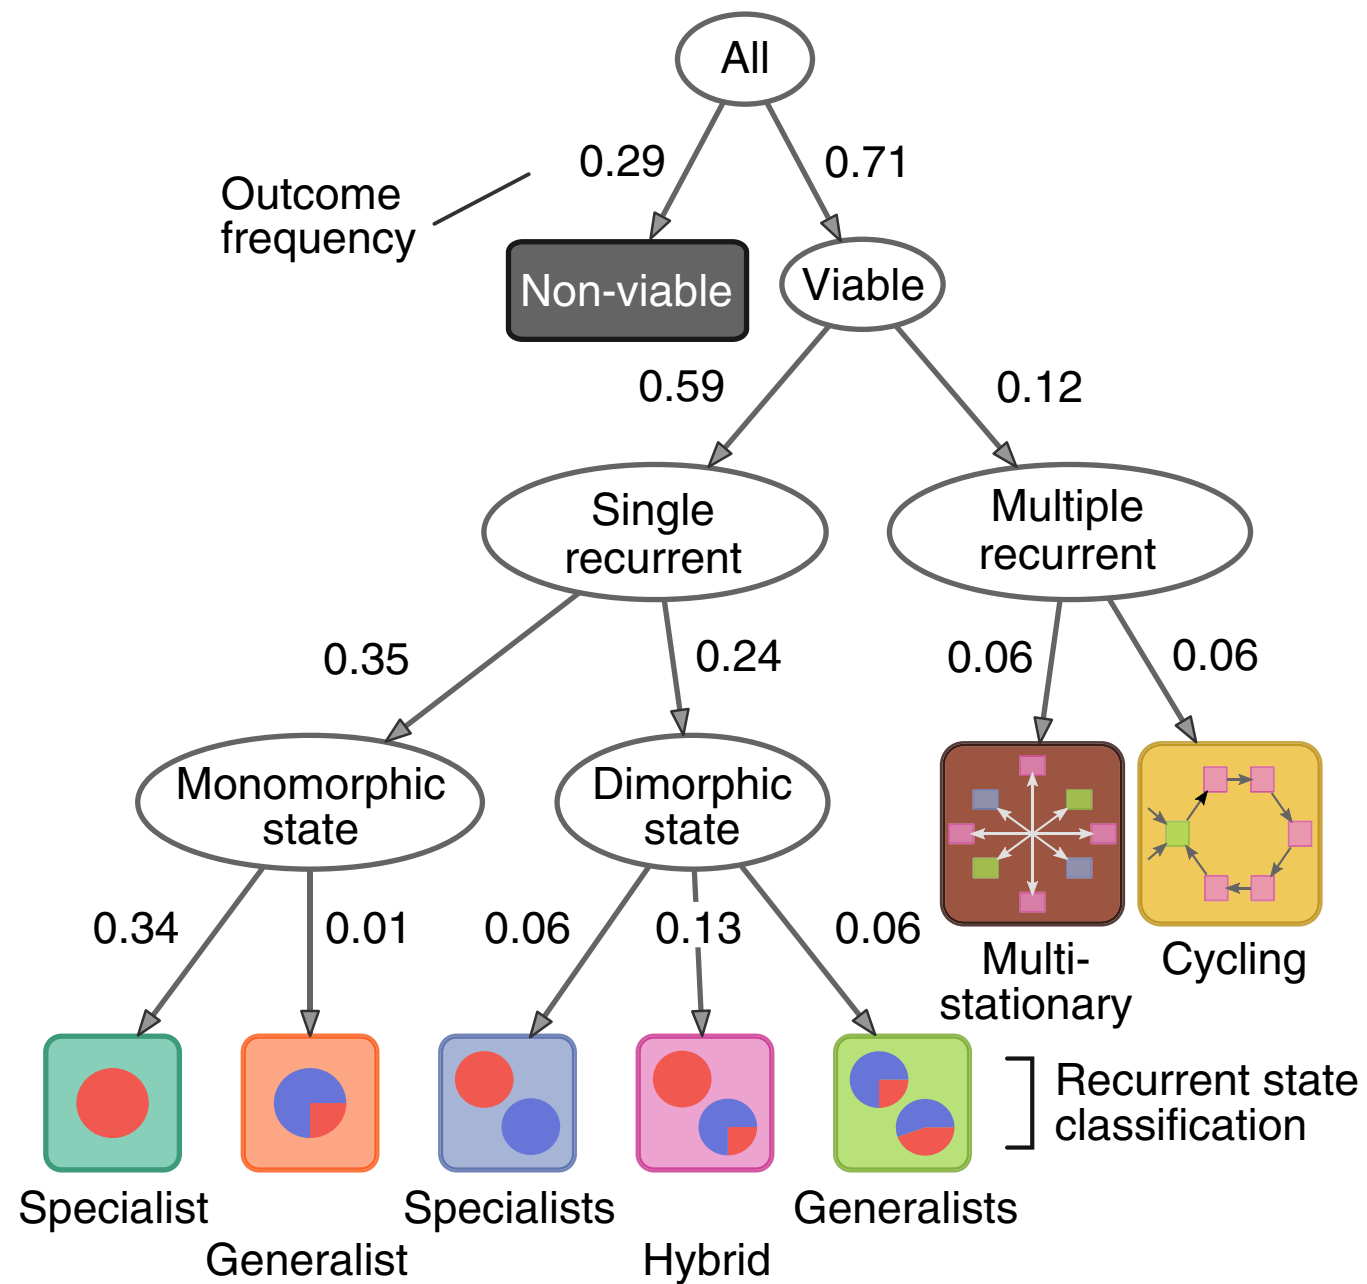 All
0.29
0.71
Outcome
frequency
Non-viable
Viable
0.59
0.12
Single
recurrent
Multiple
recurrent
0.35
0.24
0.06
0.06
Monomorphic
state
Dimorphic
state
0.34
0.01
0.06
0.13
0.06
Multi-
stationary
Cycling
Recurrent state
classification
Specialist
Generalist
Specialists
Hybrid
Generalists